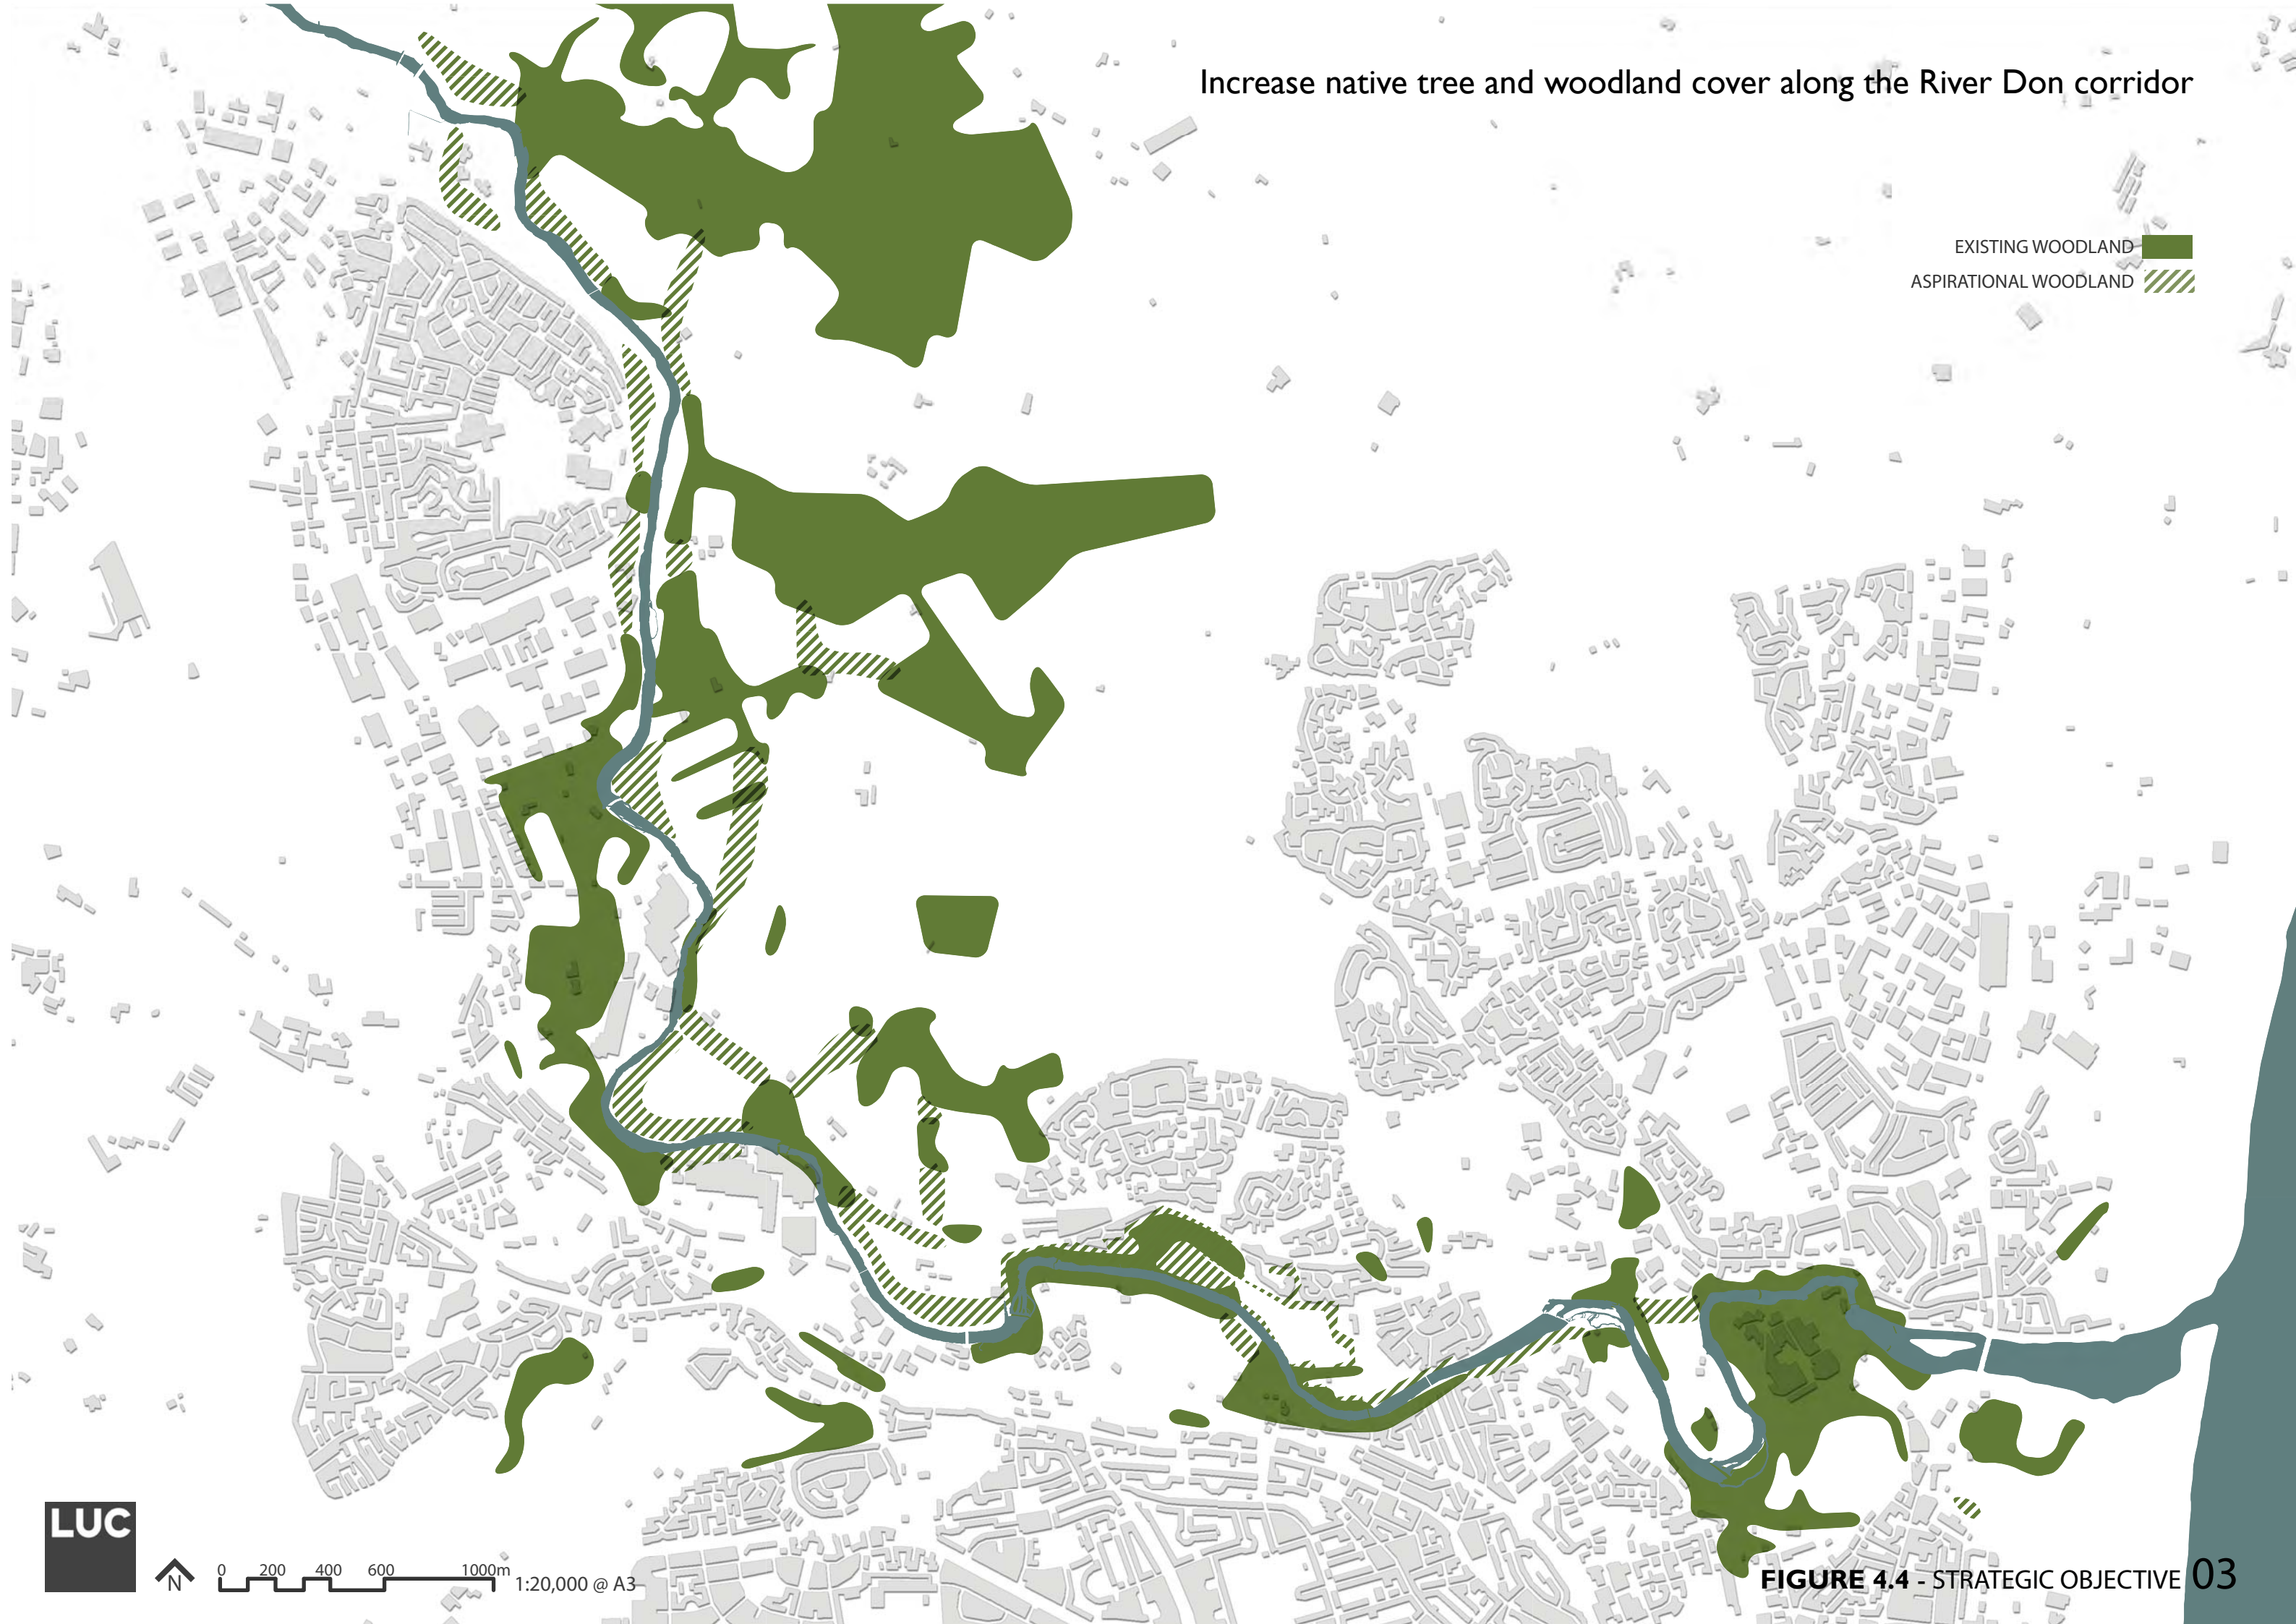 Increase native tree and woodland cover along the River Don corridor
EXISTING WOODLAND
ASPIRATIONAL WOODLAND
LUC
N
0 200 400 600 1000m
1:20,000 @ A3
FIGURE 4.4 - STRATEGIC OBJECTIVE 03